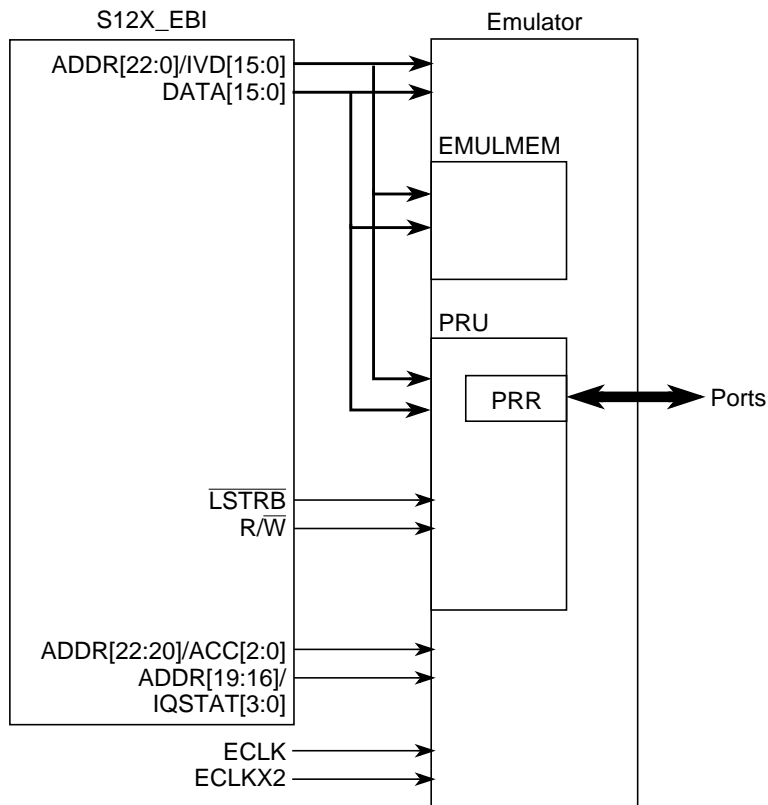 S12X_EBI
Emulator
ADDR[22:0]/IVD[15:0]
DATA[15:0]
EMULMEM
PRU
PRR
Ports
LSTRB
R/W
ADDR[22:20]/ACC[2:0]
ADDR[19:16]/
IQSTAT[3:0]
ECLK
ECLKX2